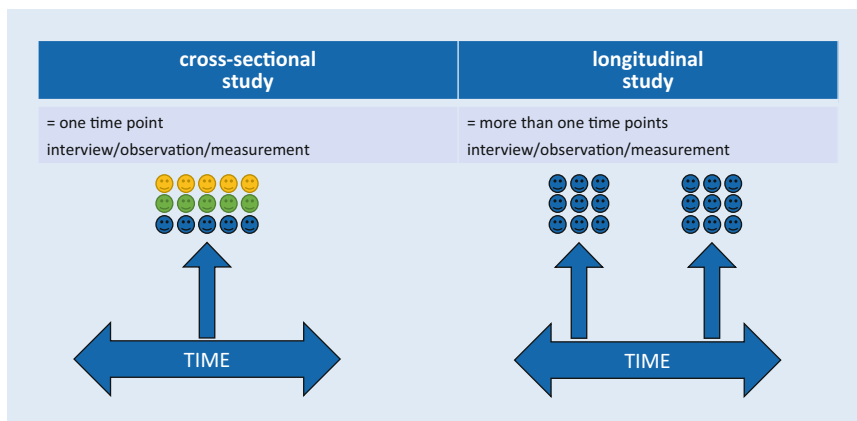 cross-sectional
study
longitudinal
study
= one time point
interview/observation/measurement
= more than one time points
interview/observation/measurement
TIME
TIME